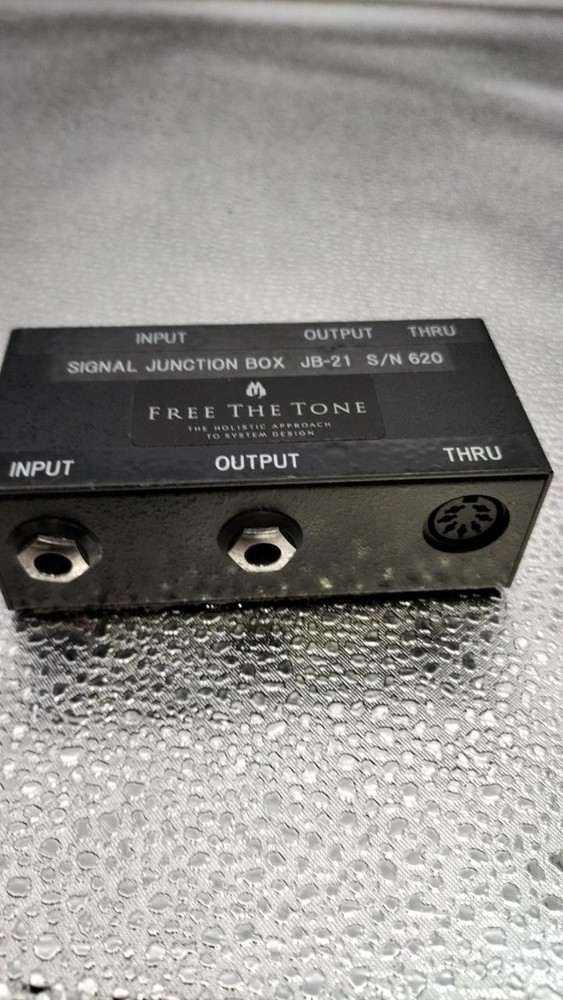 INPUT OUTPUT THRU
SIGNAL JUNCTION BOX JB-21 S/N 620
FREE THE TONE
THE HOLISTIC APPROACH
TO SYSTEM DESIGN
INPUT OUTPUT THRU